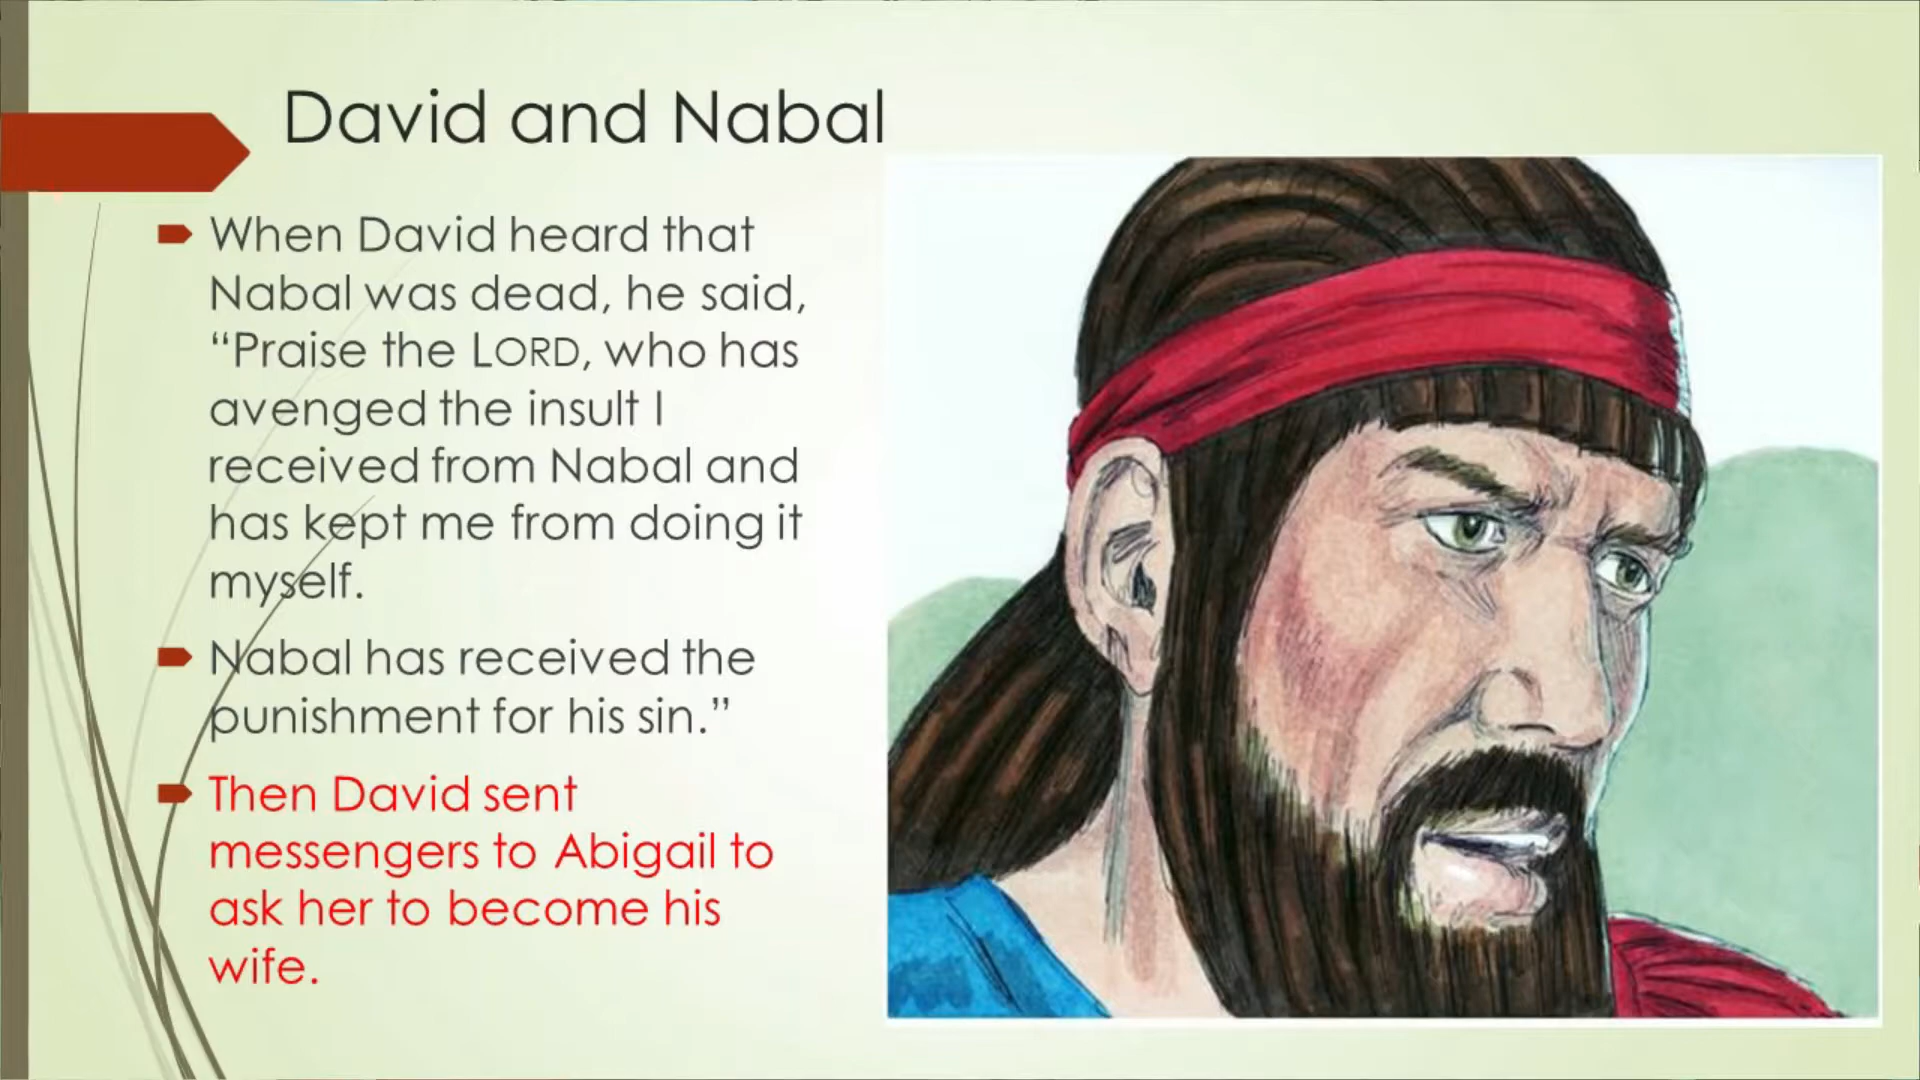 David and Nabal
When David heard that
Nabal was dead, he said,
“Praise the LORD, who has
avenged the insult I
received from Nabal and
has kept me from doing it
myself.
Nabal has received the
punishment for his sin.”
Then David sent
messengers to Abigail to
ask her to become his
wife.